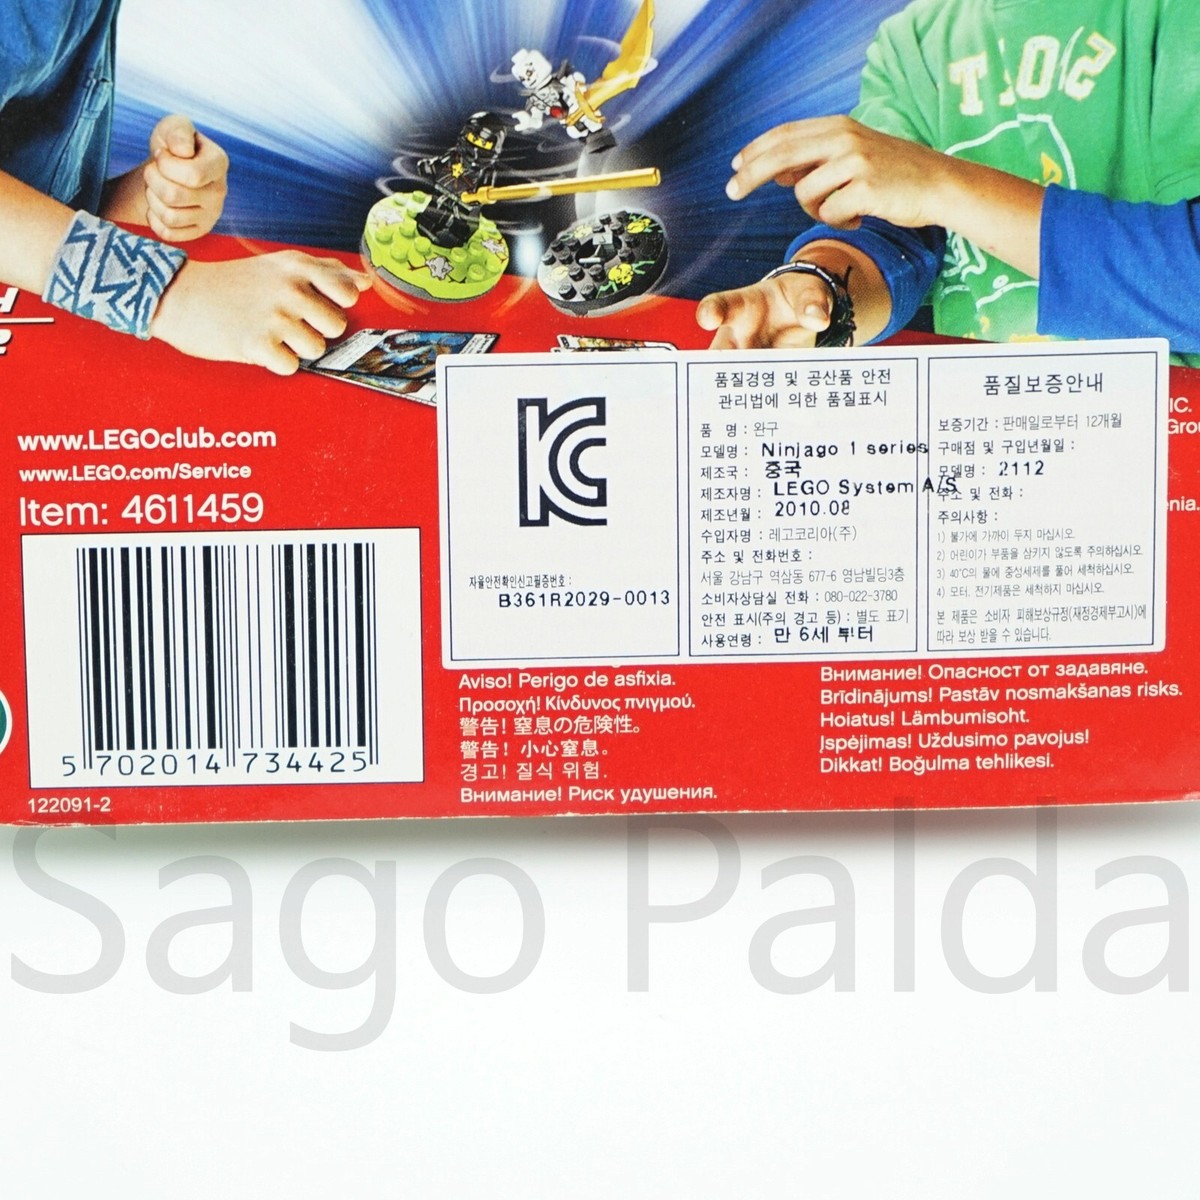 www.LEGOclub.com
www.LEGO.com/Service
Item: 4611459
5 702014 734425
122091-2
KC
자율안전확인신고필증번호 :
B361R2029-0013
품질경영 및 공산품 안전
관리법에 의한 품질표시
품 명 : 완구
모델명 : Ninjago 1 series
제조국 : 중국
제조자명 : LEGO System A/S
제조년월 : 2010.08
수입자명 : 레고코리아(주)
주소 및 전화번호 :
서울 강남구 역삼동 677-6 영남빌딩3층
소비자상담실 전화 : 080-022-3780
안전 표시(주의 경고 등) : 별도 표기
사용연령 : 만 6세 부터
품질보증안내
보증기간 : 판매일로부터 12개월
구매점 및 구입년월일 :
모델명 : 2112
주소 및 전화 :
주의사항 :
1) 불가에 가까이 두지 마십시오.
2) 어린이가 부품을 삼키지 않도록 주의하십시오.
3) 40℃의 물에 중성세제를 풀어 세척하십시오.
4) 모터, 전기제품은 세척하지 마십시오.
본 제품은 소비자 피해보상규정(재정경제부고시)에
따라 보상 받을 수 있습니다.
Aviso! Perigo de asfixia.
Προσοχή! Κίνδυνος πνιγμού.
警告! 窒息の危険性。
警告! 小心窒息。
경고! 질식 위험.
Внимание! Риск удушения.
Внимание! Опасност от задавяне.
Brīdinājums! Pastāv nosmakšanas risks.
Hoiatus! Lämbumisoht.
Įspėjimas! Uždusimo pavojus!
Dikkat! Boğulma tehlikesi.
Sago Palda